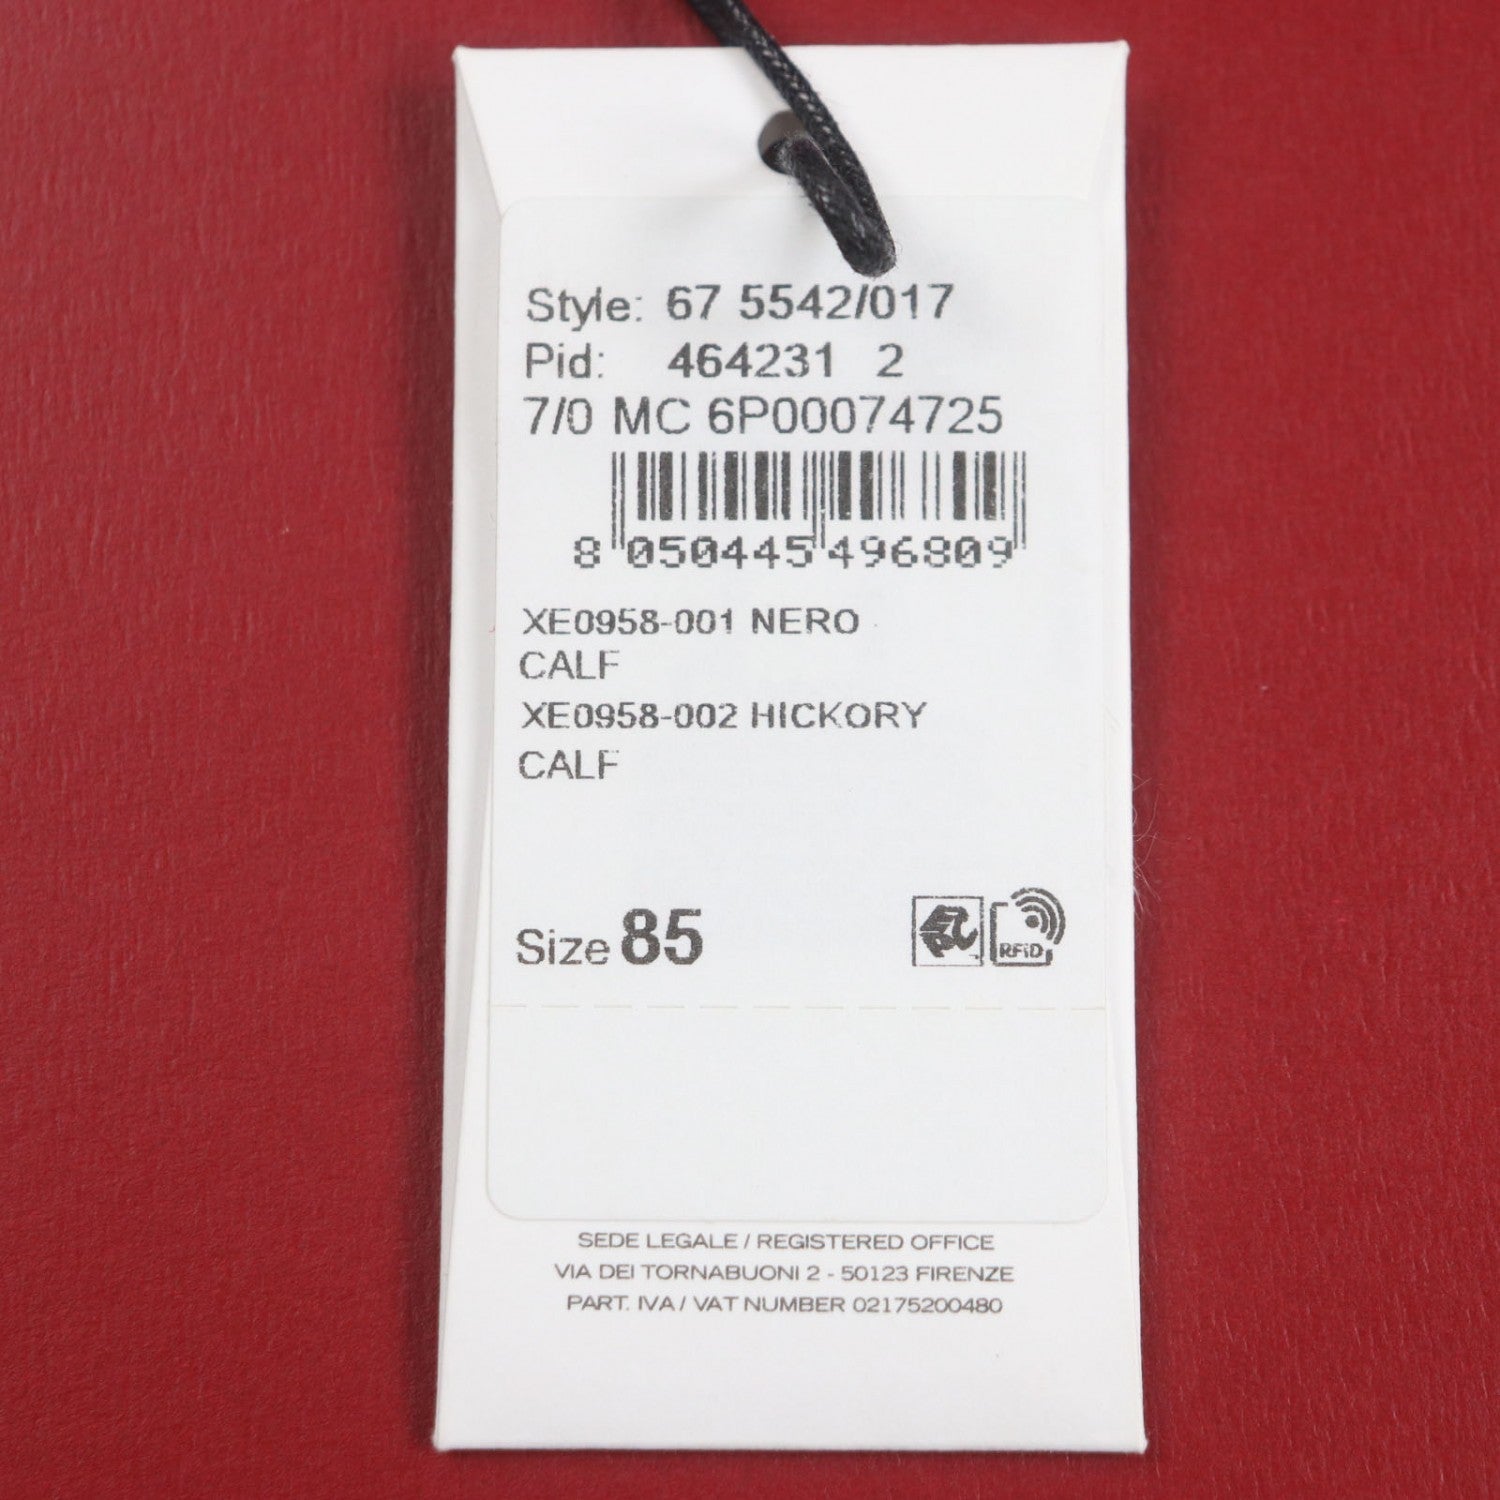 Style: 67 5542/017
Pid: 464231 2
7/0 MC 6P00074725
8 050445 496809
XE0958-001 NERO
CALF
XE0958-002 HICKORY
CALF
Size 85
RFiD
SEDE LEGALE / REGISTERED OFFICE
VIA DEI TORNABUONI 2 - 50123 FIRENZE
PART. IVA / VAT NUMBER 02175200480